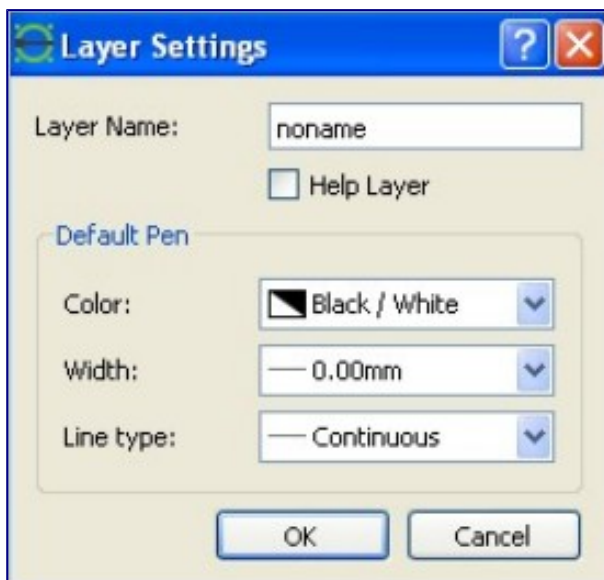 Layer Settings
Layer Name: noname
Help Layer
Default Pen
Color: Black / White
Width: 0.00mm
Line type: Continuous
OK Cancel